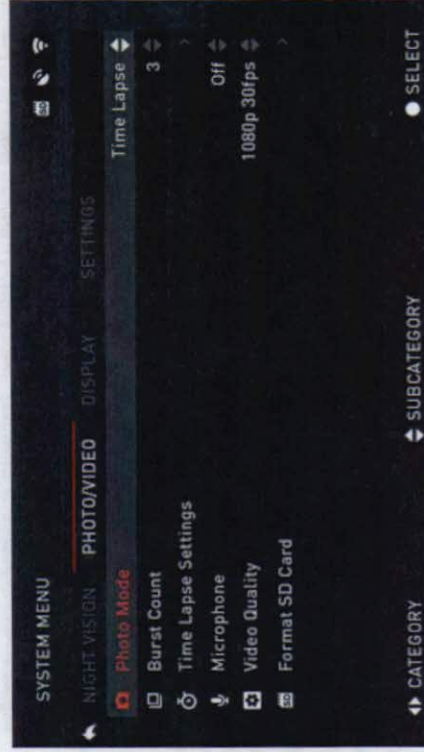 SYSTEM MENU
NIGHT VISION PHOTO/VIDEO DISPLAY SETTINGS
Photo Mode Time Lapse
Burst Count 3
Time Lapse Settings
Microphone Off
Video Quality 1080p 30fps
Format SD Card
CATEGORY SUBCATEGORY SELECT